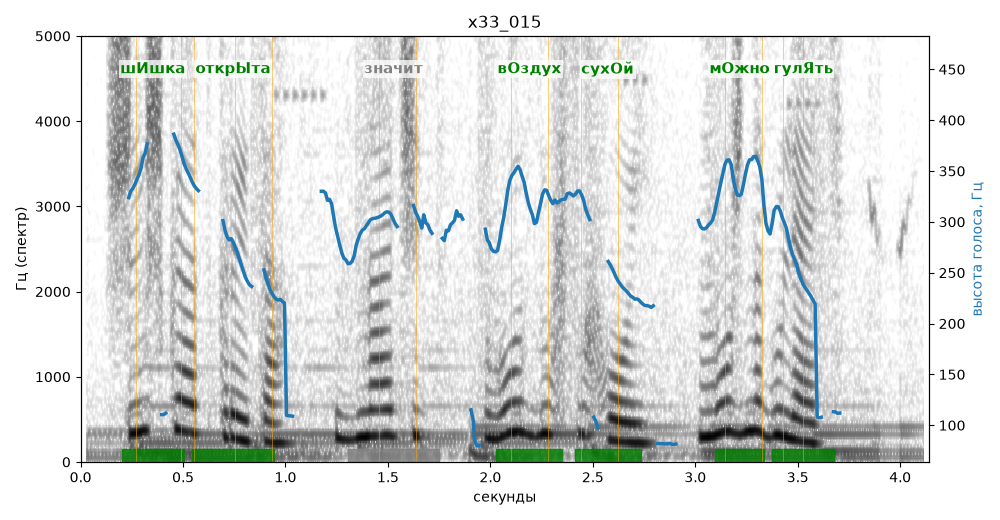 x33_015
шИшка открЫта значит вОздух сухОй мОжно гулЯть
5000
4000
3000
2000
1000
0
Гц (спектр)
450
400
350
300
250
200
150
100
высота голоса, Гц
0.0 0.5 1.0 1.5 2.0 2.5 3.0 3.5 4.0
секунды